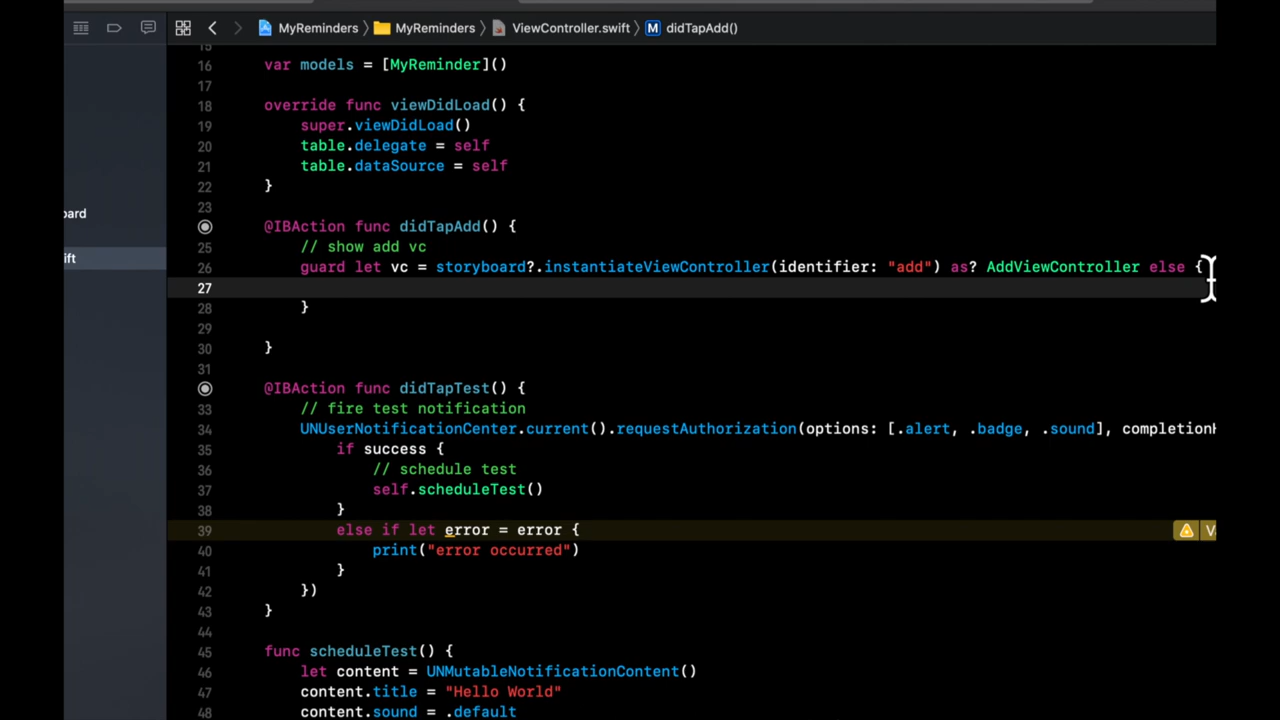 MyReminders MyReminders ViewController.swift M didTapAdd()
15
16 var models = [MyReminder]()
17
18 override func viewDidLoad() {
19 super.viewDidLoad()
20 table.delegate = self
21 table.dataSource = self
22 }
23
@IBAction func didTapAdd() {
25 // show add vc
26 guard let vc = storyboard?.instantiateViewController(identifier: "add") as? AddViewController else {
27
28 }
29
30 }
31
@IBAction func didTapTest() {
33 // fire test notification
34 UNUserNotificationCenter.current().requestAuthorization(options: [.alert, .badge, .sound], completionH
35 if success {
36 // schedule test
37 self.scheduleTest()
38 }
39 else if let error = error {
40 print("error occurred")
41 }
42 })
43 }
44
45 func scheduleTest() {
46 let content = UNMutableNotificationContent()
47 content.title = "Hello World"
48 content.sound = .default
oard
ift